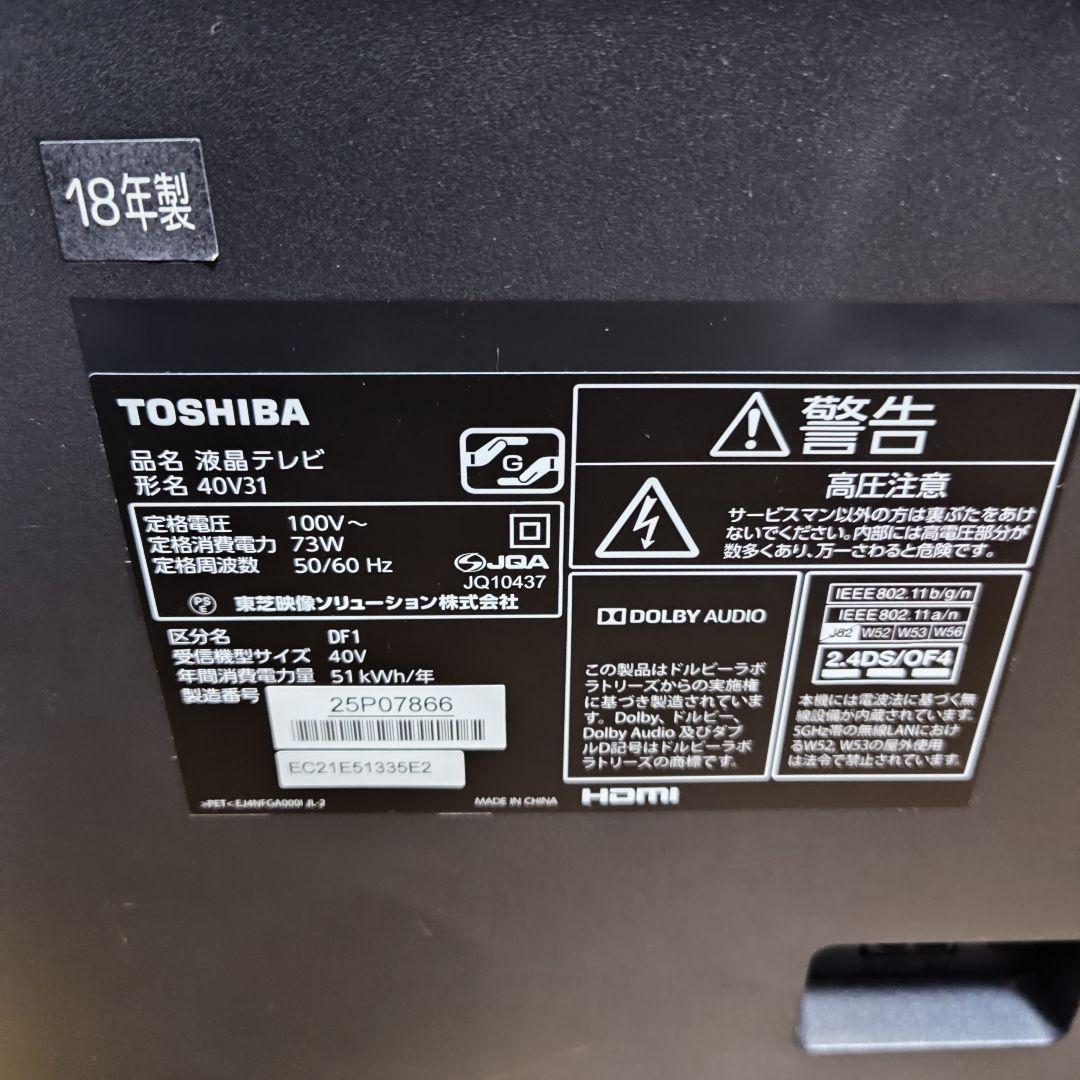 18年製
TOSHIBA
品名 液晶テレビ
形名 40V31
G
定格電圧 100V～
定格消費電力 73W
定格周波数 50/60 Hz
JQA
JQ10437
PS
E
東芝映像ソリューション株式会社
区分名 DF1
受信機型サイズ 40V
年間消費電力量 51 kWh/年
製造番号
25P07866
EC21E51335E2
MADE IN CHINA
HDMI
警告
高圧注意
サービスマン以外の方は裏ぶたをあけ
ないでください。内部には高電圧部分が
数多くあり、万一さわると危険です。
DOLBY AUDIO
この製品はドルビーラボ
ラトリーズからの実施権
に基づき製造されていま
す。Dolby、ドルビー、
Dolby Audio 及びダブ
ルD記号はドルビーラボ
ラトリーズの商標です。
IEEE802.11b/g/n
IEEE802.11a/n
J52 W52 W53 W56
2.4DS/OF4
本機には電波法に基づく無
線設備が内蔵されています。
5GHz帯の無線LANにおけ
るW52, W53の屋外使用
は法令で禁止されています。